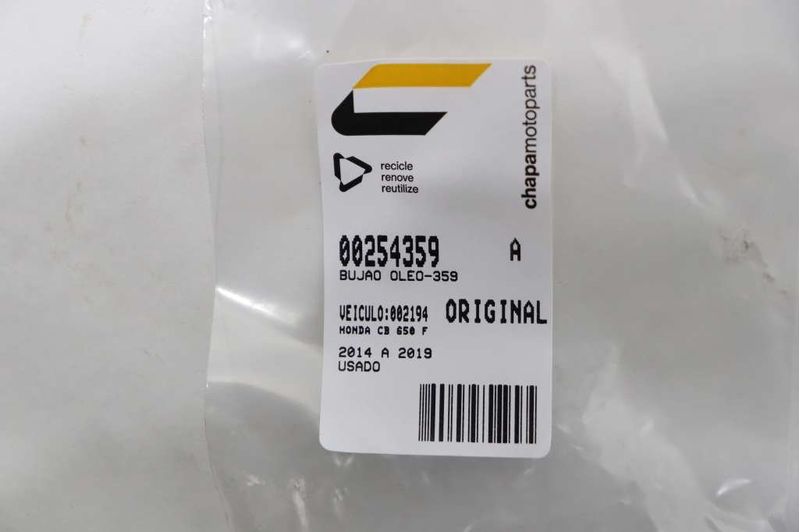 chapamotoparts
recicle
renove
reutilize
00254359 A
BUJAO OLEO-359
VEICULO:002194 ORIGINAL
HONDA CB 650 F
2014 A 2019
USADO